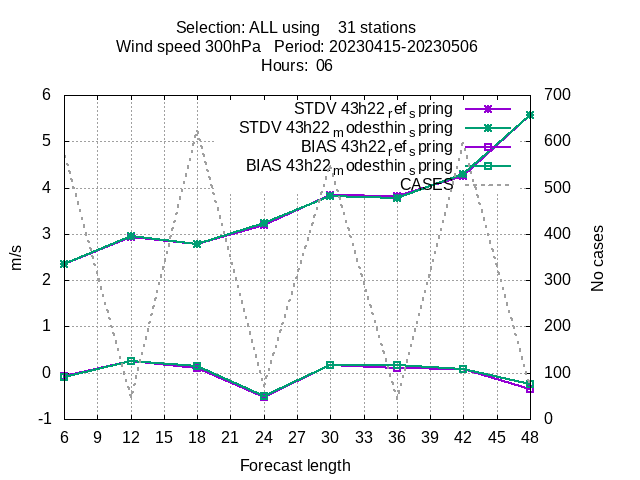 Selection: ALL using    31 stations
Wind speed 300hPa   Period: 20230415-20230506
Hours:  06
STDV 43h22_ref_spring
STDV 43h22_modesthin_spring
BIAS 43h22_ref_spring
BIAS 43h22_modesthin_spring
CASES
6
5
4
3
2
1
0
-1
m/s
700
600
500
400
300
200
100
0
No cases
6 9 12 15 18 21 24 27 30 33 36 39 42 45 48
Forecast length